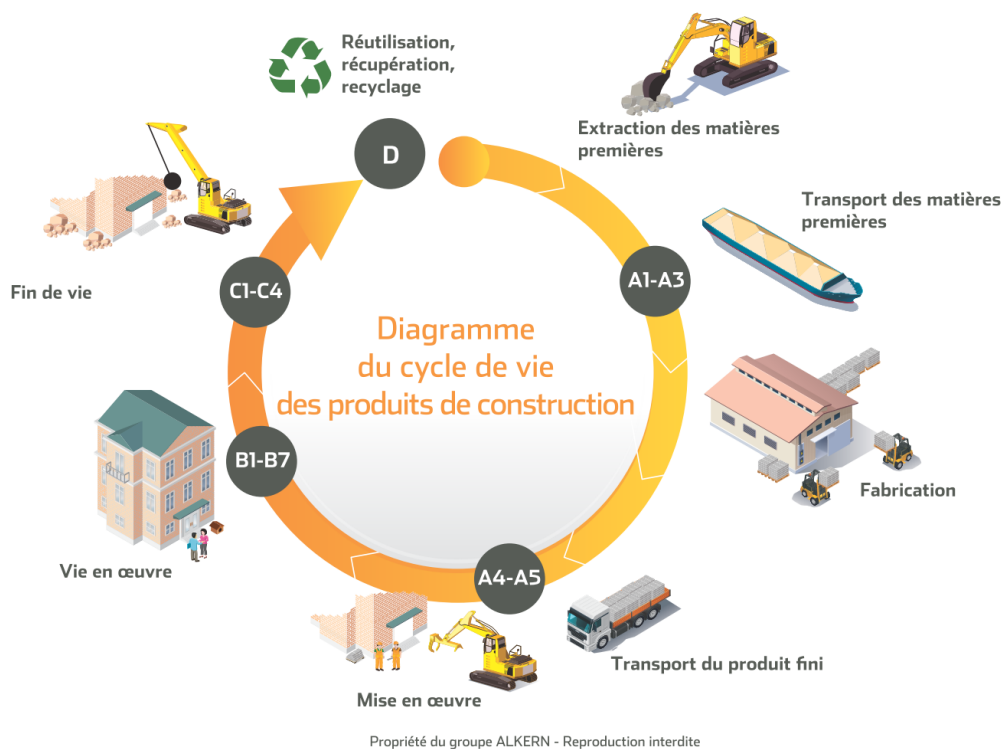 Réutilisation,
récupération,
recyclage
D
Extraction des matières
premières
Transport des matières
premières
A1-A3
Fabrication
Transport du produit fini
A4-A5
Mise en œuvre
Vie en œuvre
B1-B7
Fin de vie
C1-C4
Diagramme
du cycle de vie
des produits de construction
Propriété du groupe ALKERN - Reproduction interdite